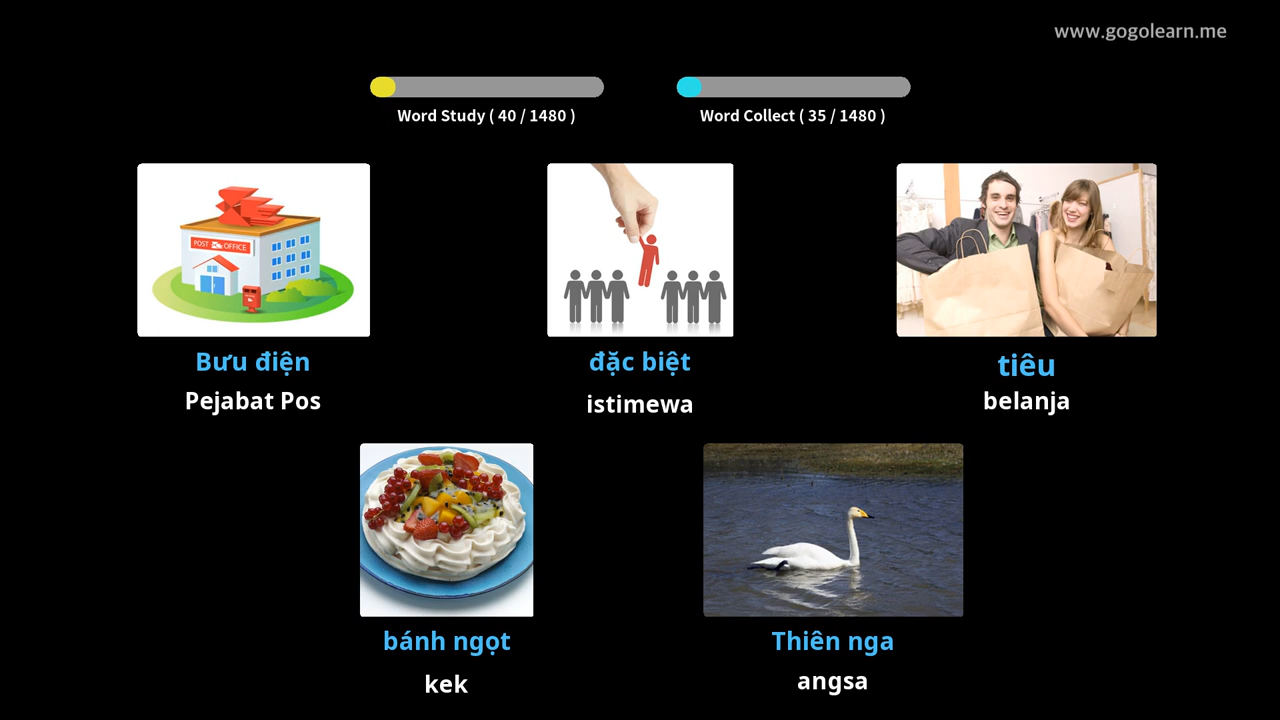 www.gogolearn.me
Word Study ( 40 / 1480 )
Word Collect ( 35 / 1480 )
POST OFFICE
Bưu điện
Pejabat Pos
đặc biệt
istimewa
tiêu
belanja
bánh ngọt
kek
Thiên nga
angsa